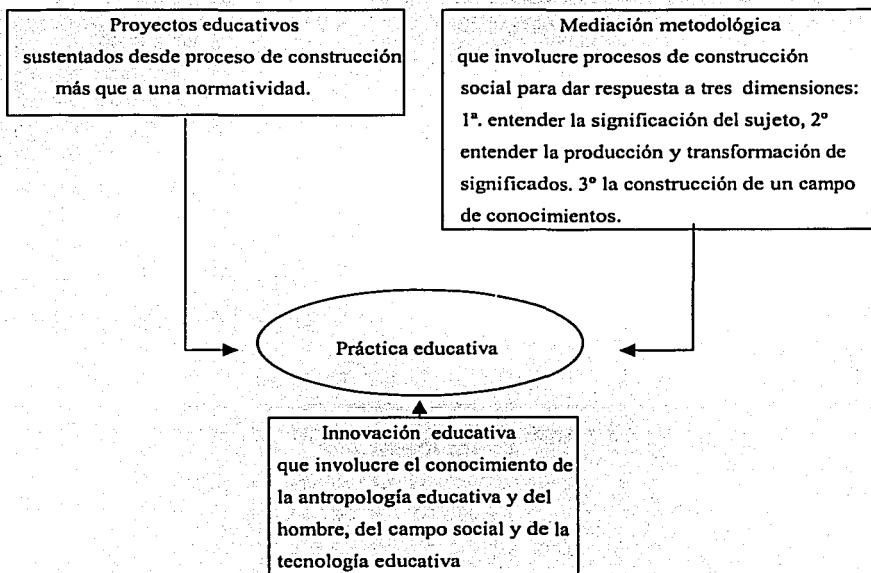 Proyectos educativos
sustentados desde proceso de construcción
más que a una normatividad.
Mediación metodológica
que involucre procesos de construcción
social para dar respuesta a tres dimensiones:
1ª. entender la significación del sujeto, 2º
entender la producción y transformación de
significados. 3º la construcción de un campo
de conocimientos.
Práctica educativa
Innovación educativa
que involucre el conocimiento de
la antropología educativa y del
hombre, del campo social y de la
tecnología educativa